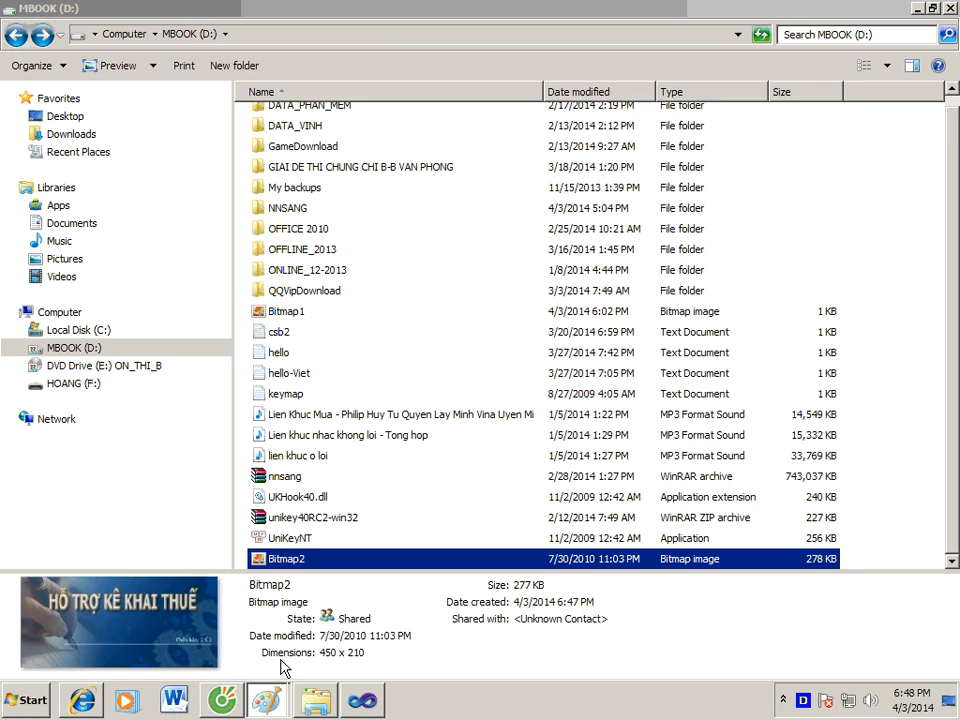 MBOOK (D:)
Computer MBOOK (D:)
Search MBOOK (D:)
Organize Preview Print New folder
Name Date modified Type Size
Favorites
Desktop
Downloads
Recent Places
Libraries
Apps
Documents
Music
Pictures
Videos
Computer
Local Disk (C:)
MBOOK (D:)
DVD Drive (E:) ON_THI_B
HOANG (F:)
Network
DATA_PHAN_MEM 2/17/2014 2:19 PM File folder
DATA_VINH 2/13/2014 2:12 PM File folder
GameDownload 2/13/2014 9:27 AM File folder
GIAI DE THI CHUNG CHI B-B VAN PHONG 3/18/2014 1:20 PM File folder
My backups 11/15/2013 1:39 PM File folder
NNSANG 4/3/2014 5:04 PM File folder
OFFICE 2010 2/25/2014 10:21 AM File folder
OFFLINE_2013 3/16/2014 1:45 PM File folder
ONLINE_12-2013 1/8/2014 4:44 PM File folder
QQVipDownload 3/3/2014 7:49 AM File folder
Bitmap1 4/3/2014 6:02 PM Bitmap image 1 KB
csb2 3/20/2014 6:59 PM Text Document 1 KB
hello 3/27/2014 7:42 PM Text Document 1 KB
hello-Viet 3/27/2014 7:05 PM Text Document 1 KB
keymap 8/27/2009 4:05 AM Text Document 1 KB
Lien Khuc Mua - Philip Huy Tu Quyen Lay Minh Vina Uyen Mi 1/5/2014 1:22 PM MP3 Format Sound 14,549 KB
Lien khuc nhac khong loi - Tong hop 1/5/2014 1:29 PM MP3 Format Sound 15,332 KB
lien khuc o loi 1/5/2014 1:27 PM MP3 Format Sound 33,769 KB
nnsang 2/28/2014 1:27 PM WinRAR archive 743,037 KB
UKHook40.dll 11/2/2009 12:42 AM Application extension 240 KB
unikey40RC2-win32 2/12/2014 7:49 AM WinRAR ZIP archive 227 KB
UniKeyNT 11/2/2009 12:42 AM Application 256 KB
Bitmap2 7/30/2010 11:03 PM Bitmap image 278 KB
HỖ TRỢ KÊ KHAI THUẾ
Bitmap2
Bitmap image
State: Shared
Date modified: 7/30/2010 11:03 PM
Dimensions: 450 x 210
Size: 277 KB
Date created: 4/3/2014 6:47 PM
Shared with: <Unknown Contact>
Start
D
6:48 PM
4/3/2014